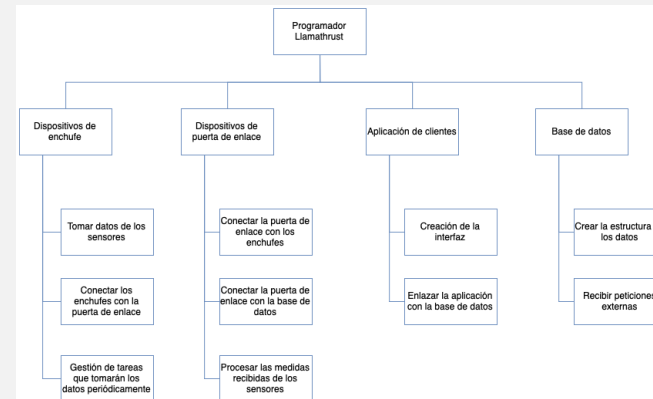 Programador
Llamathrust
Dispositivos de
enchufe
Dispositivos de
puerta de enlace
Aplicación de clientes
Base de datos
Tomar datos de los
sensores
Conectar la puerta de
enlace con los
enchufes
Creación de la
interfaz
Crear la estructura
los datos
Conectar los
enchufes con la
puerta de enlace
Conectar la puerta de
enlace con la base de
datos
Enlazar la aplicación
con la base de datos
Recibir peticiones
externas
Gestión de tareas
que tomarán los
datos periódicamente
Procesar las medidas
recibidas de los
sensores